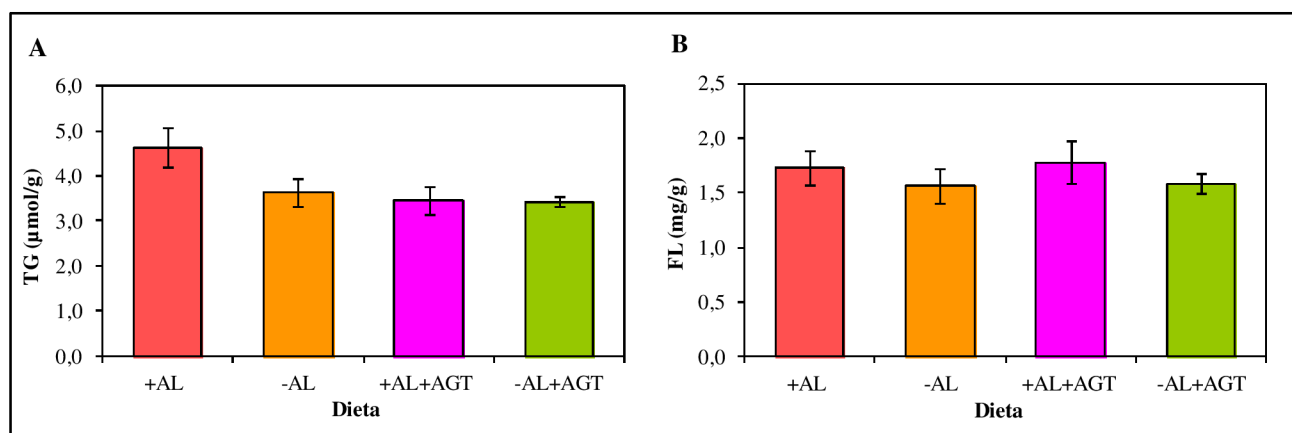 A
TG (µmol/g)
6,0
5,0
4,0
3,0
2,0
1,0
0,0
+AL -AL +AL+AGT -AL+AGT
Dieta
B
FL (mg/g)
2,5
2,0
1,5
1,0
0,5
0,0
+AL -AL +AL+AGT -AL+AGT
Dieta